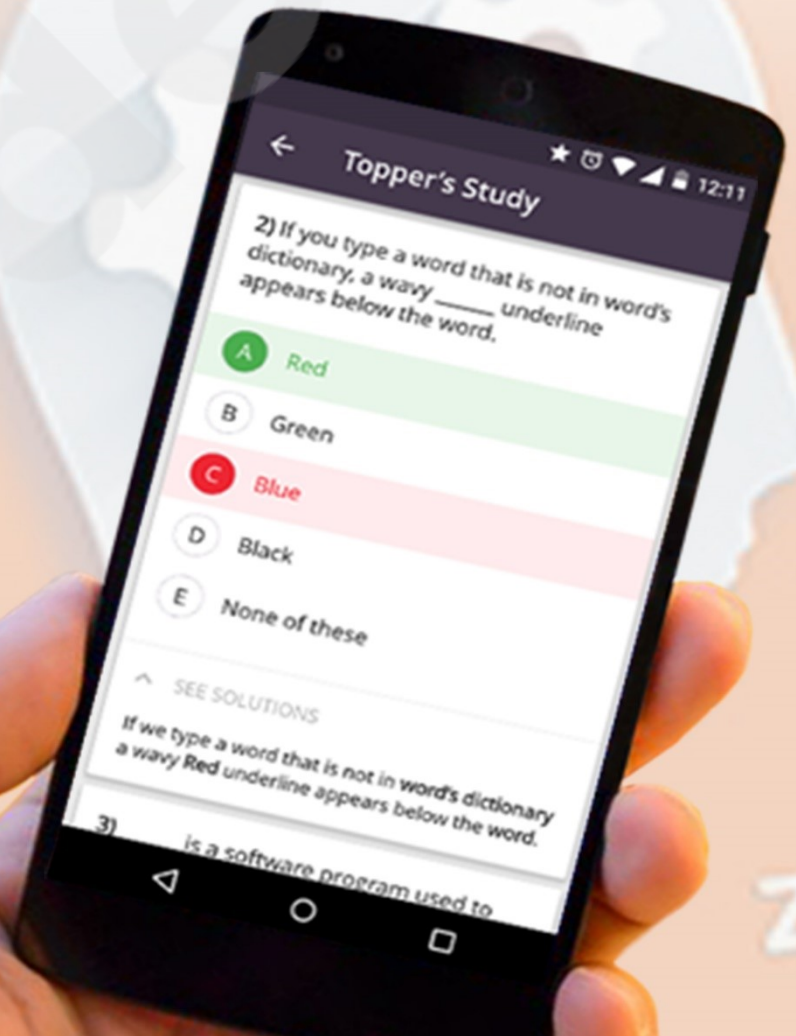 12:11
Topper's Study
2) If you type a word that is not in word's
dictionary, a wavy ______ underline
appears below the word.
A Red
B Green
C Blue
D Black
E None of these
SEE SOLUTIONS
If we type a word that is not in word's dictionary
a wavy Red underline appears below the word.
3) is a software program used to